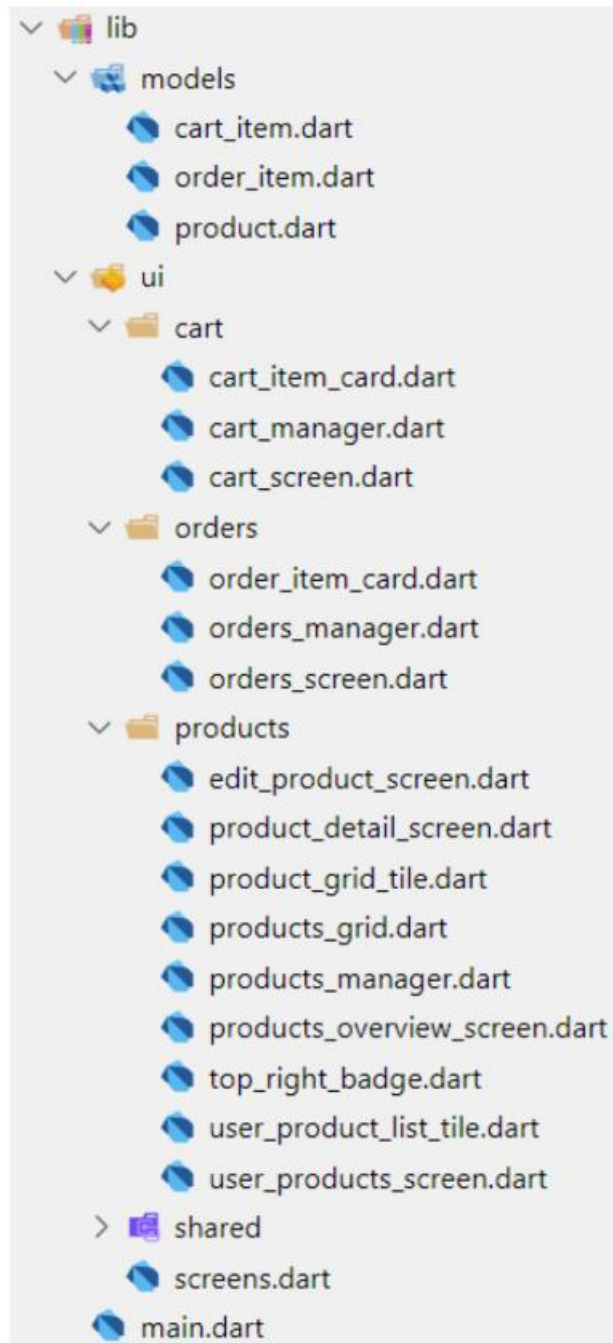 lib
models
cart_item.dart
order_item.dart
product.dart
ui
cart
cart_item_card.dart
cart_manager.dart
cart_screen.dart
orders
order_item_card.dart
orders_manager.dart
orders_screen.dart
products
edit_product_screen.dart
product_detail_screen.dart
product_grid_tile.dart
products_grid.dart
products_manager.dart
products_overview_screen.dart
top_right_badge.dart
user_product_list_tile.dart
user_products_screen.dart
shared
screens.dart
main.dart